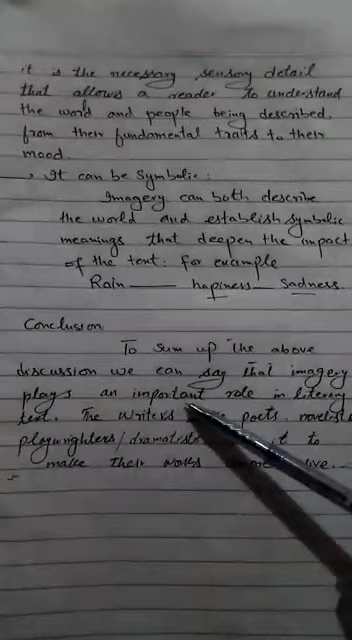 it is the necessary sensory detail
that allows a reader to understand
the world and people being described,
from their fundamental traits to their
mood.
It can be Symbolic:
Imagery can both describe
the world and establish symbolic
meanings that deepen the impact
of the text: for example
Rain —— hapiness — Sadness.
Conclusion:
To sum up the above
discussion we can say that imagery
plays an important role in literary
text. The writers poets, novelists
playwrighters/dramatists it to
make their works live.